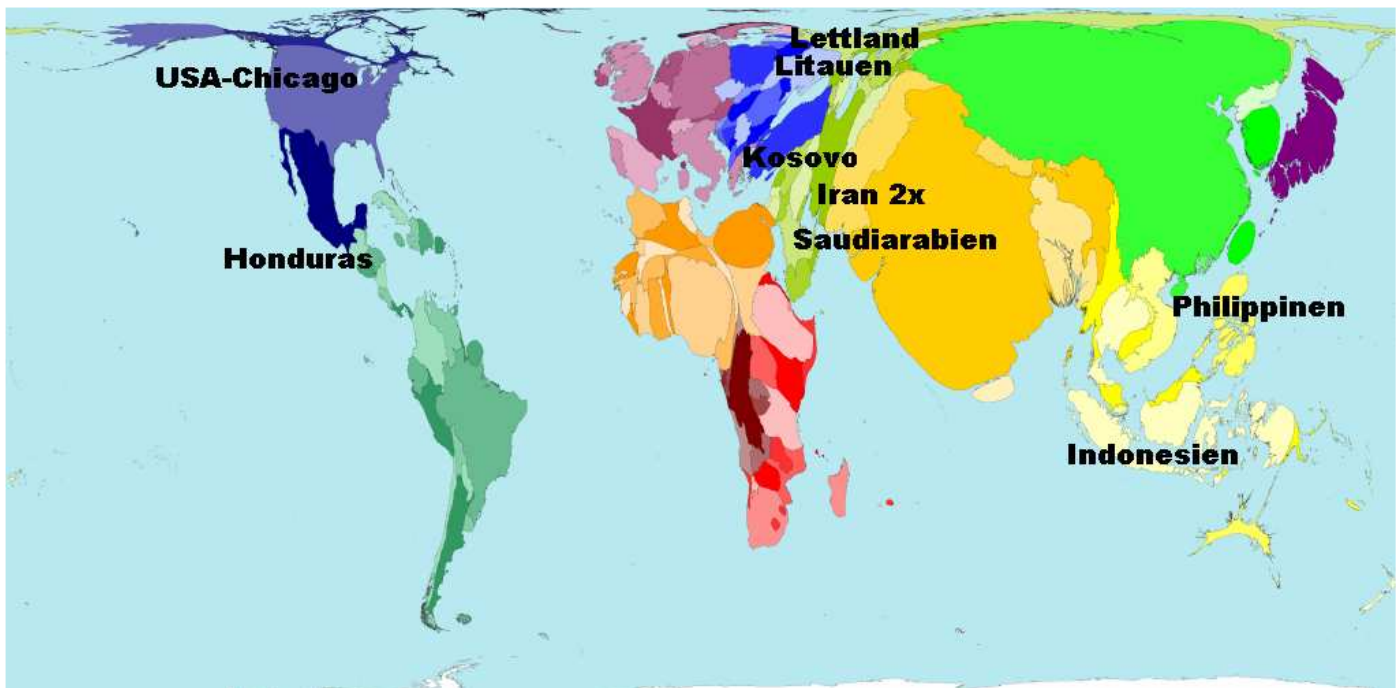 Lettland
Litauen
USA-Chicago
Kosovo
Iran 2x
Saudiarabien
Honduras
Philippinen
Indonesien